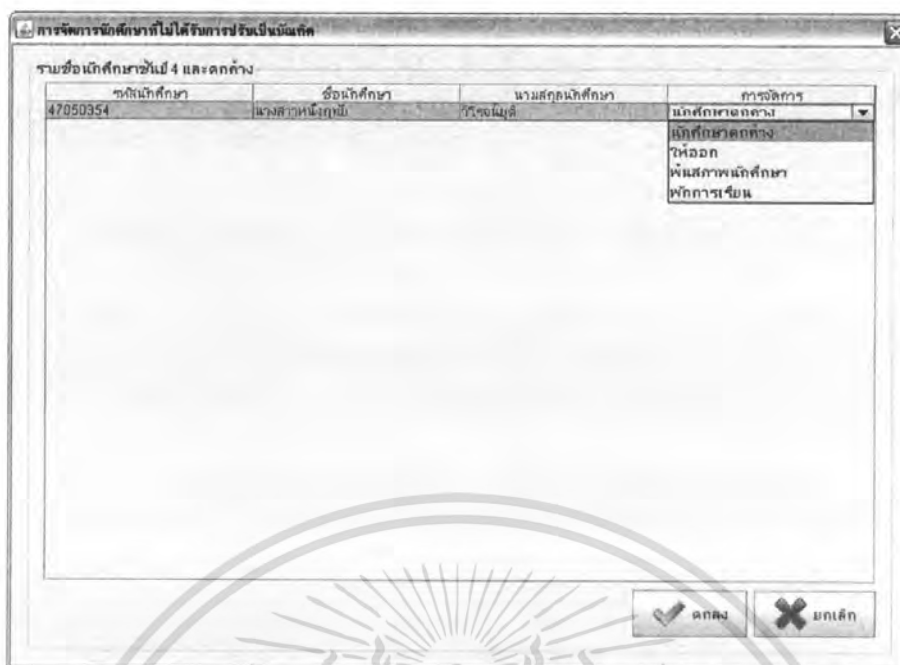 การจัดการนักศึกษาที่ไม่ได้รับการปรับเป็นบัณฑิต
รายชื่อนักศึกษาชั้นปี 4 และตกค้าง
รหัสนักศึกษา ชื่อนักศึกษา นามสกุลนักศึกษา การจัดการ
47050354 นางสาวหนึ่งฤทัย นักศึกษาตกค้าง
นักศึกษาตกค้าง
ให้ออก
พ้นสภาพนักศึกษา
พักการเรียน
ตกลง ยกเลิก